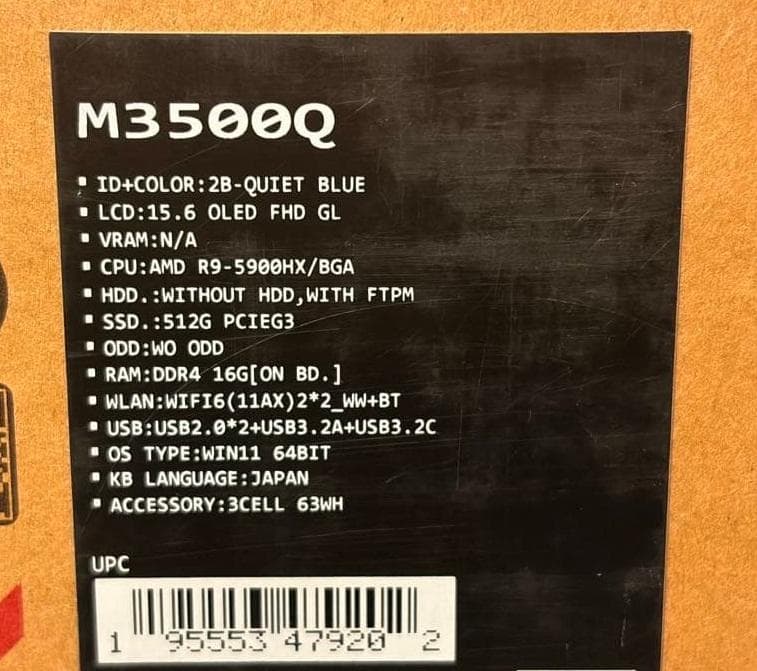 M3500Q
▪ ID+COLOR:2B-QUIET BLUE
▪ LCD:15.6 OLED FHD GL
▪ VRAM:N/A
▪ CPU:AMD R9-5900HX/BGA
▪ HDD.:WITHOUT HDD,WITH FTPM
▪ SSD.:512G PCIEG3
▪ ODD:WO ODD
▪ RAM:DDR4 16G[ON BD.]
▪ WLAN:WIFI6(11AX)2*2_WW+BT
▪ USB:USB2.0*2+USB3.2A+USB3.2C
▪ OS TYPE:WIN11 64BIT
▪ KB LANGUAGE:JAPAN
▪ ACCESSORY:3CELL 63WH
UPC
1 95553 47920 2